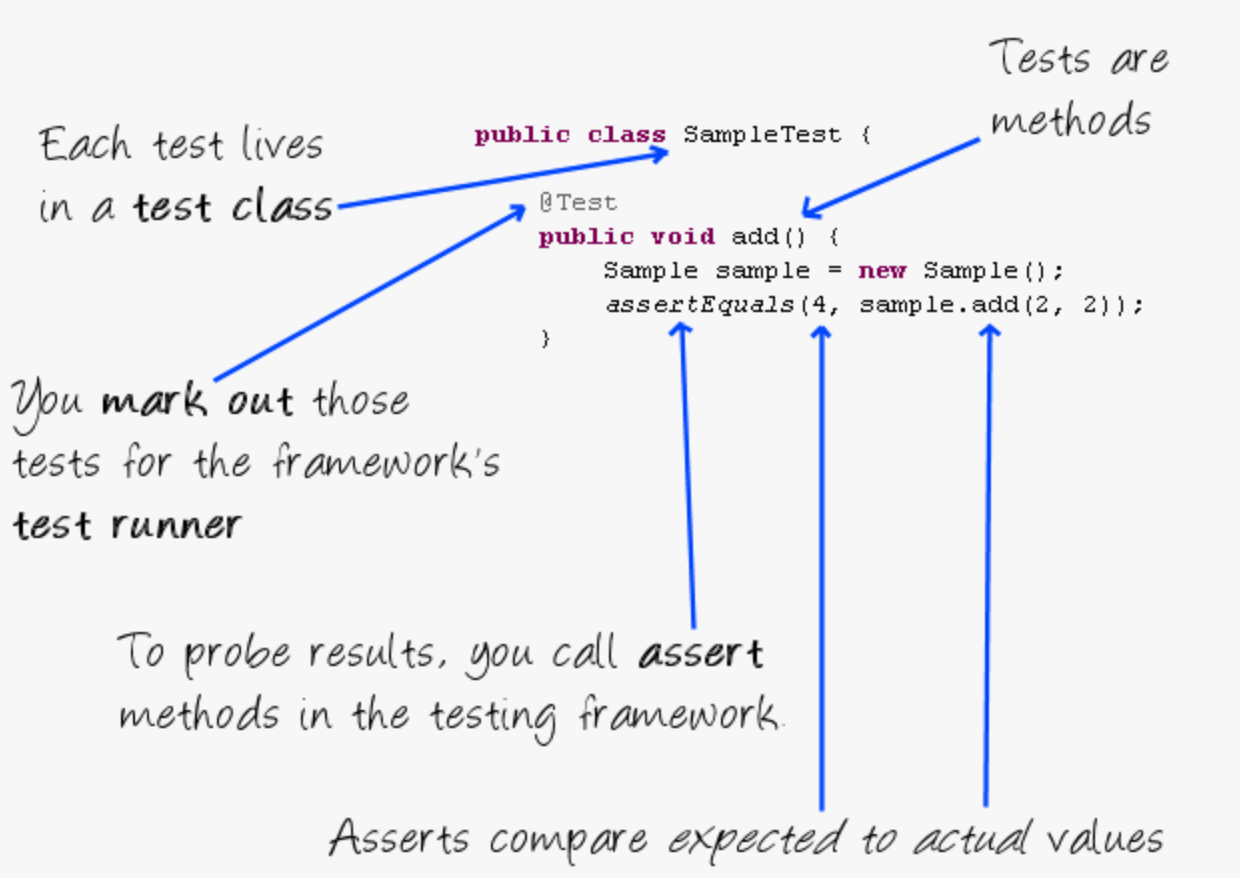 Tests are
methods
Each test lives
in a test class
public class SampleTest {
@Test
public void add() {
Sample sample = new Sample();
assertEquals(4, sample.add(2, 2));
}
You mark out those
tests for the framework's
test runner
To probe results, you call assert
methods in the testing framework.
Asserts compare expected to actual values